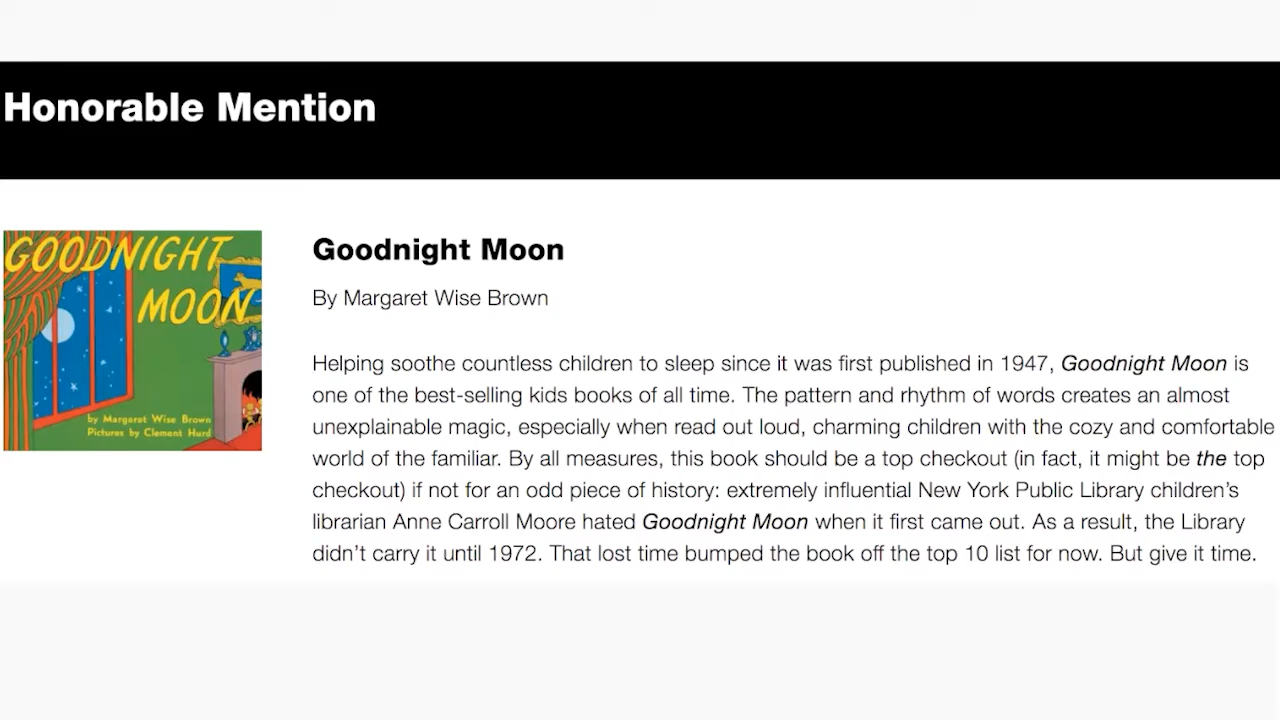 Honorable Mention
GOODNIGHT
MOON
by Margaret Wise Brown
Pictures by Clement Hurd
Goodnight Moon
By Margaret Wise Brown
Helping soothe countless children to sleep since it was first published in 1947, Goodnight Moon is
one of the best-selling kids books of all time. The pattern and rhythm of words creates an almost
unexplainable magic, especially when read out loud, charming children with the cozy and comfortable
world of the familiar. By all measures, this book should be a top checkout (in fact, it might be the top
checkout) if not for an odd piece of history: extremely influential New York Public Library children’s
librarian Anne Carroll Moore hated Goodnight Moon when it first came out. As a result, the Library
didn’t carry it until 1972. That lost time bumped the book off the top 10 list for now. But give it time.